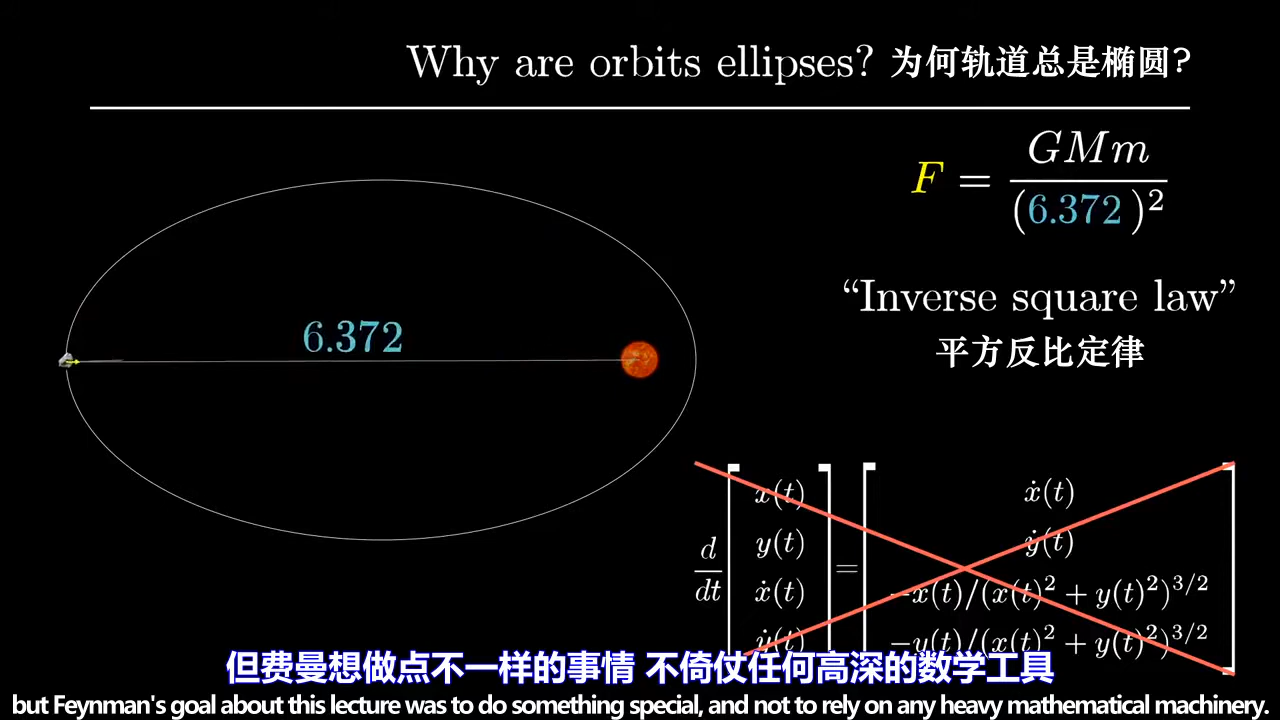 Why are orbits ellipses? 为何轨道总是椭圆?
F = GMm / (6.372)²
6.372
“Inverse square law”
平方反比定律
d/dt [x(t) y(t) ẋ(t) ẏ(t)] = [ẋ(t) ẏ(t) −x(t)/(x(t)² + y(t)²)^{3/2} −y(t)/(x(t)² + y(t)²)^{3/2}]
但费曼想做点不一样的事情 不倚仗任何高深的数学工具
but Feynman's goal about this lecture was to do something special, and not to rely on any heavy mathematical machinery.